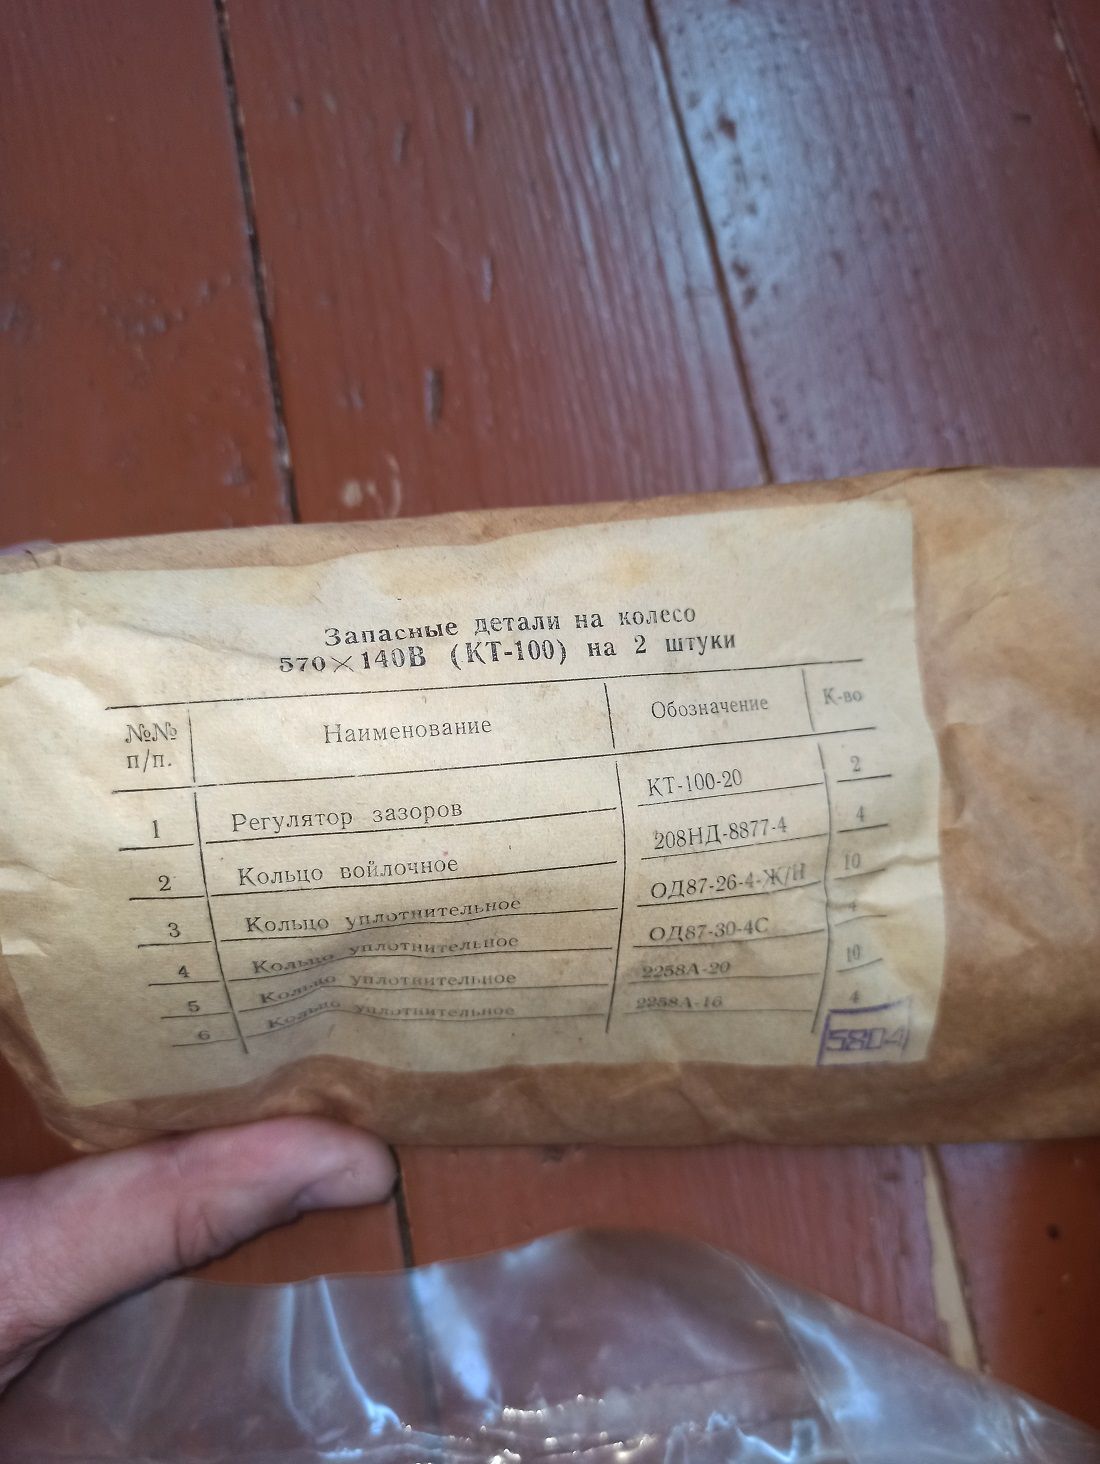 Запасные детали на колесо
570×140В (КТ-100) на 2 штуки
№№ п/п. Наименование Обозначение К-во
1 Регулятор зазоров КТ-100-20 2
2 Кольцо войлочное 208НД-8877-4 4
3 Кольцо уплотнительное ОД87-26-4-Ж/Н 10
4 Кольцо уплотнительное ОД87-30-4С 4
5 Кольцо уплотнительное 2258А-20 10
6 Кольцо уплотнительное 2258А-16 4
5804